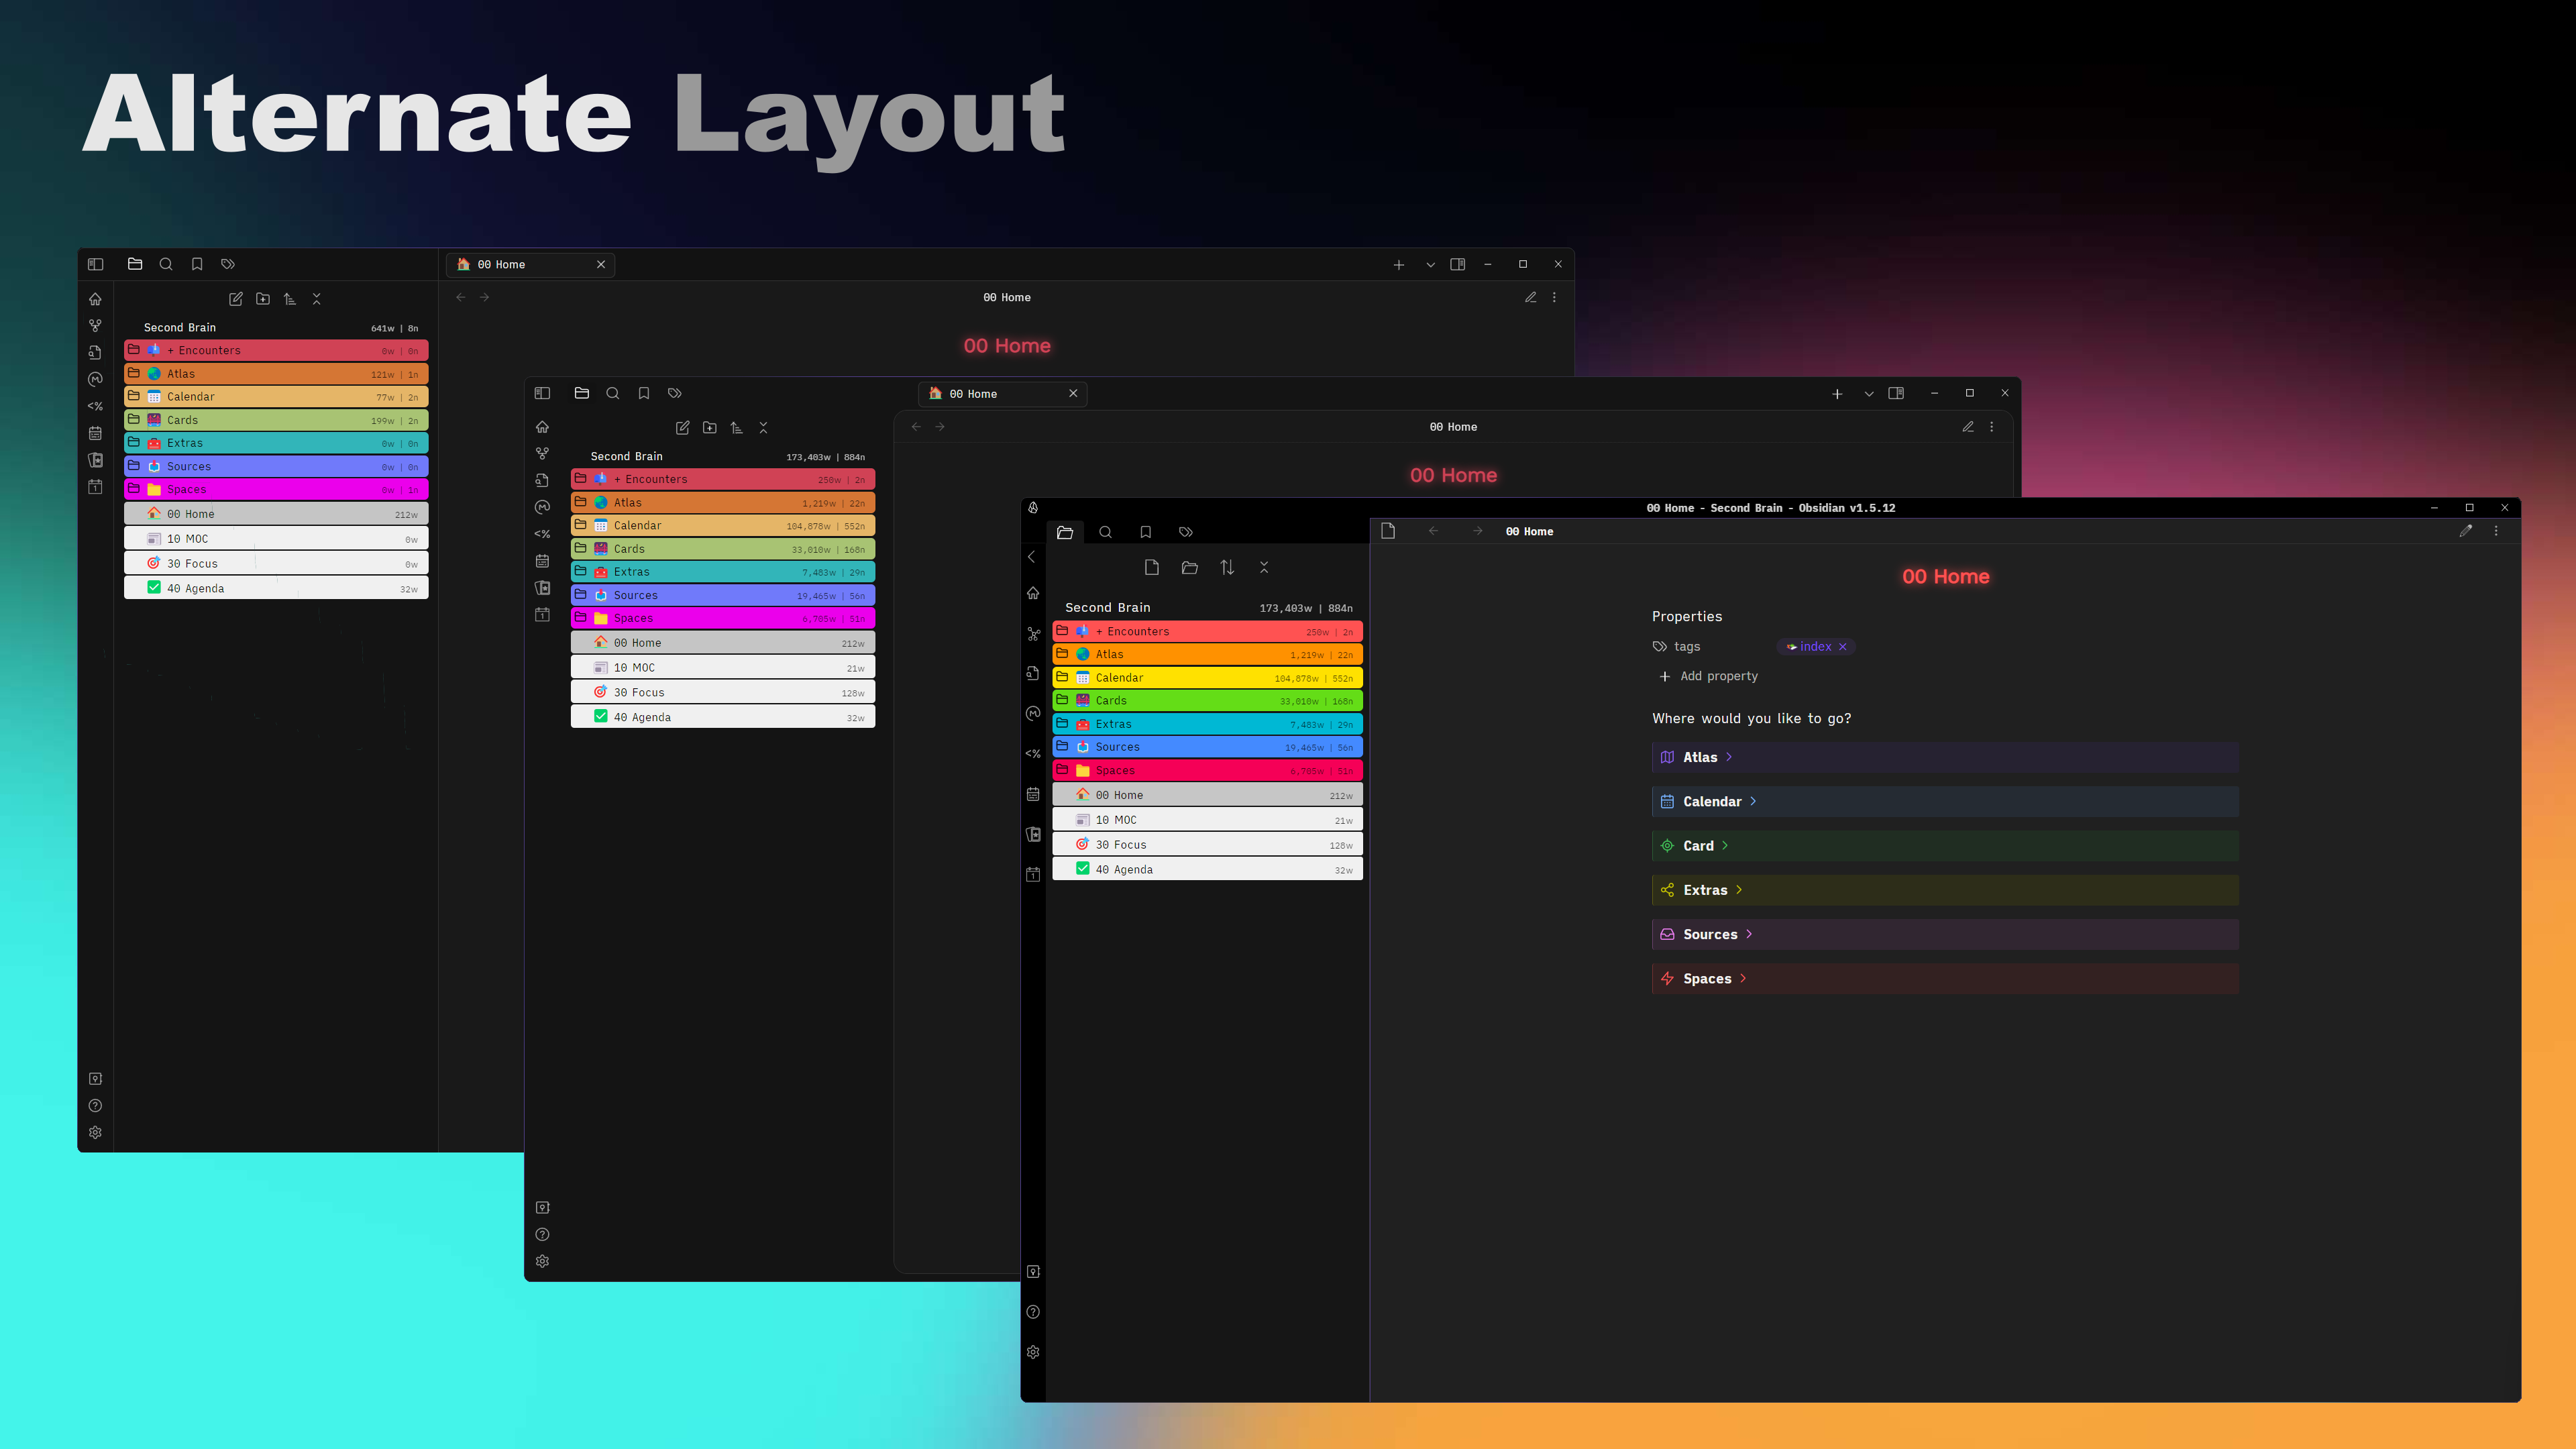 Alternate Layout
00 Home
00 Home
Second Brain 641w | 8n
+ Encounters 0w | 0n
Atlas 121w | 1n
Calendar 77w | 2n
Cards 199w | 2n
Extras 0w | 0n
Sources 0w | 0n
Spaces 0w | 1n
00 Home 212w
10 MOC 0w
30 Focus 0w
40 Agenda 32w
00 Home
00 Home
00 Home
Second Brain 173,403w | 884n
+ Encounters 250w | 2n
Atlas 1,219w | 22n
Calendar 104,878w | 552n
Cards 33,010w | 168n
Extras 7,483w | 29n
Sources 19,465w | 56n
Spaces 6,705w | 51n
00 Home 212w
10 MOC 21w
30 Focus 128w
40 Agenda 32w
00 Home
00 Home - Second Brain - Obsidian v1.5.12
00 Home
Second Brain 173,403w | 884n
+ Encounters 250w | 2n
Atlas 1,219w | 22n
Calendar 104,878w | 552n
Cards 33,010w | 168n
Extras 7,483w | 29n
Sources 19,465w | 56n
Spaces 6,705w | 51n
00 Home 212w
10 MOC 21w
30 Focus 128w
40 Agenda 32w
00 Home
Properties
tags index
Add property
Where would you like to go?
Atlas
Calendar
Card
Extras
Sources
Spaces